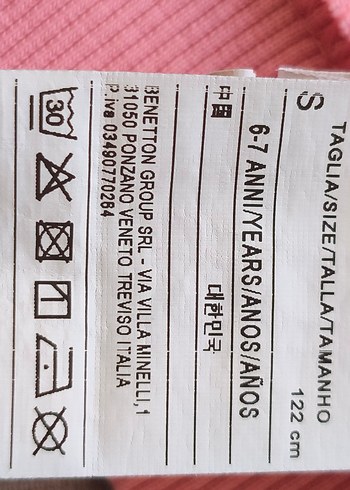 TAGLIA/SIZE/TALLA/TAMANHO
S 122 cm
6-7 ANNI/YEARS/ANOS/AÑOS
中国 대한민국
BENETTON GROUP SRL - VIA VILLA MINELLI, 1
31050 PONZANO VENETO TREVISO ITALIA
P.iva 03490770264
30